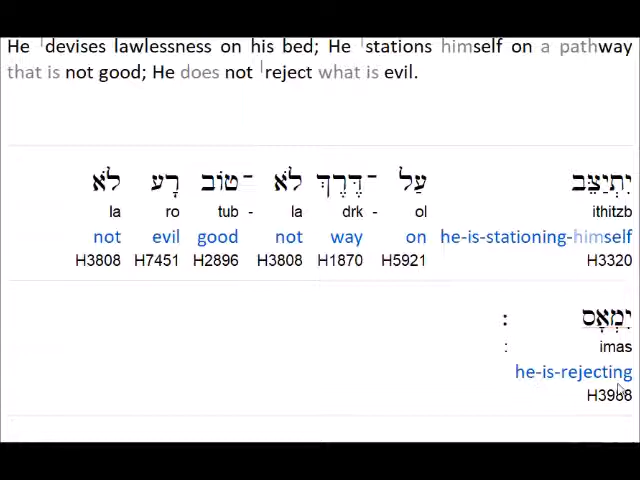 He devises lawlessness on his bed; He stations himself on a pathway
that is not good; He does not reject what is evil.
יִתְיַצֵּב עַל־ דֶּרֶךְ לֹא־ טוֹב רָע לֹא
ithitzb ol - drk la - tub ro la
he-is-stationing-himself on way not good evil not
H3320 H5921 H1870 H3808 H2896 H7451 H3808
יִמְאָס :
imas :
he-is-rejecting
H3988